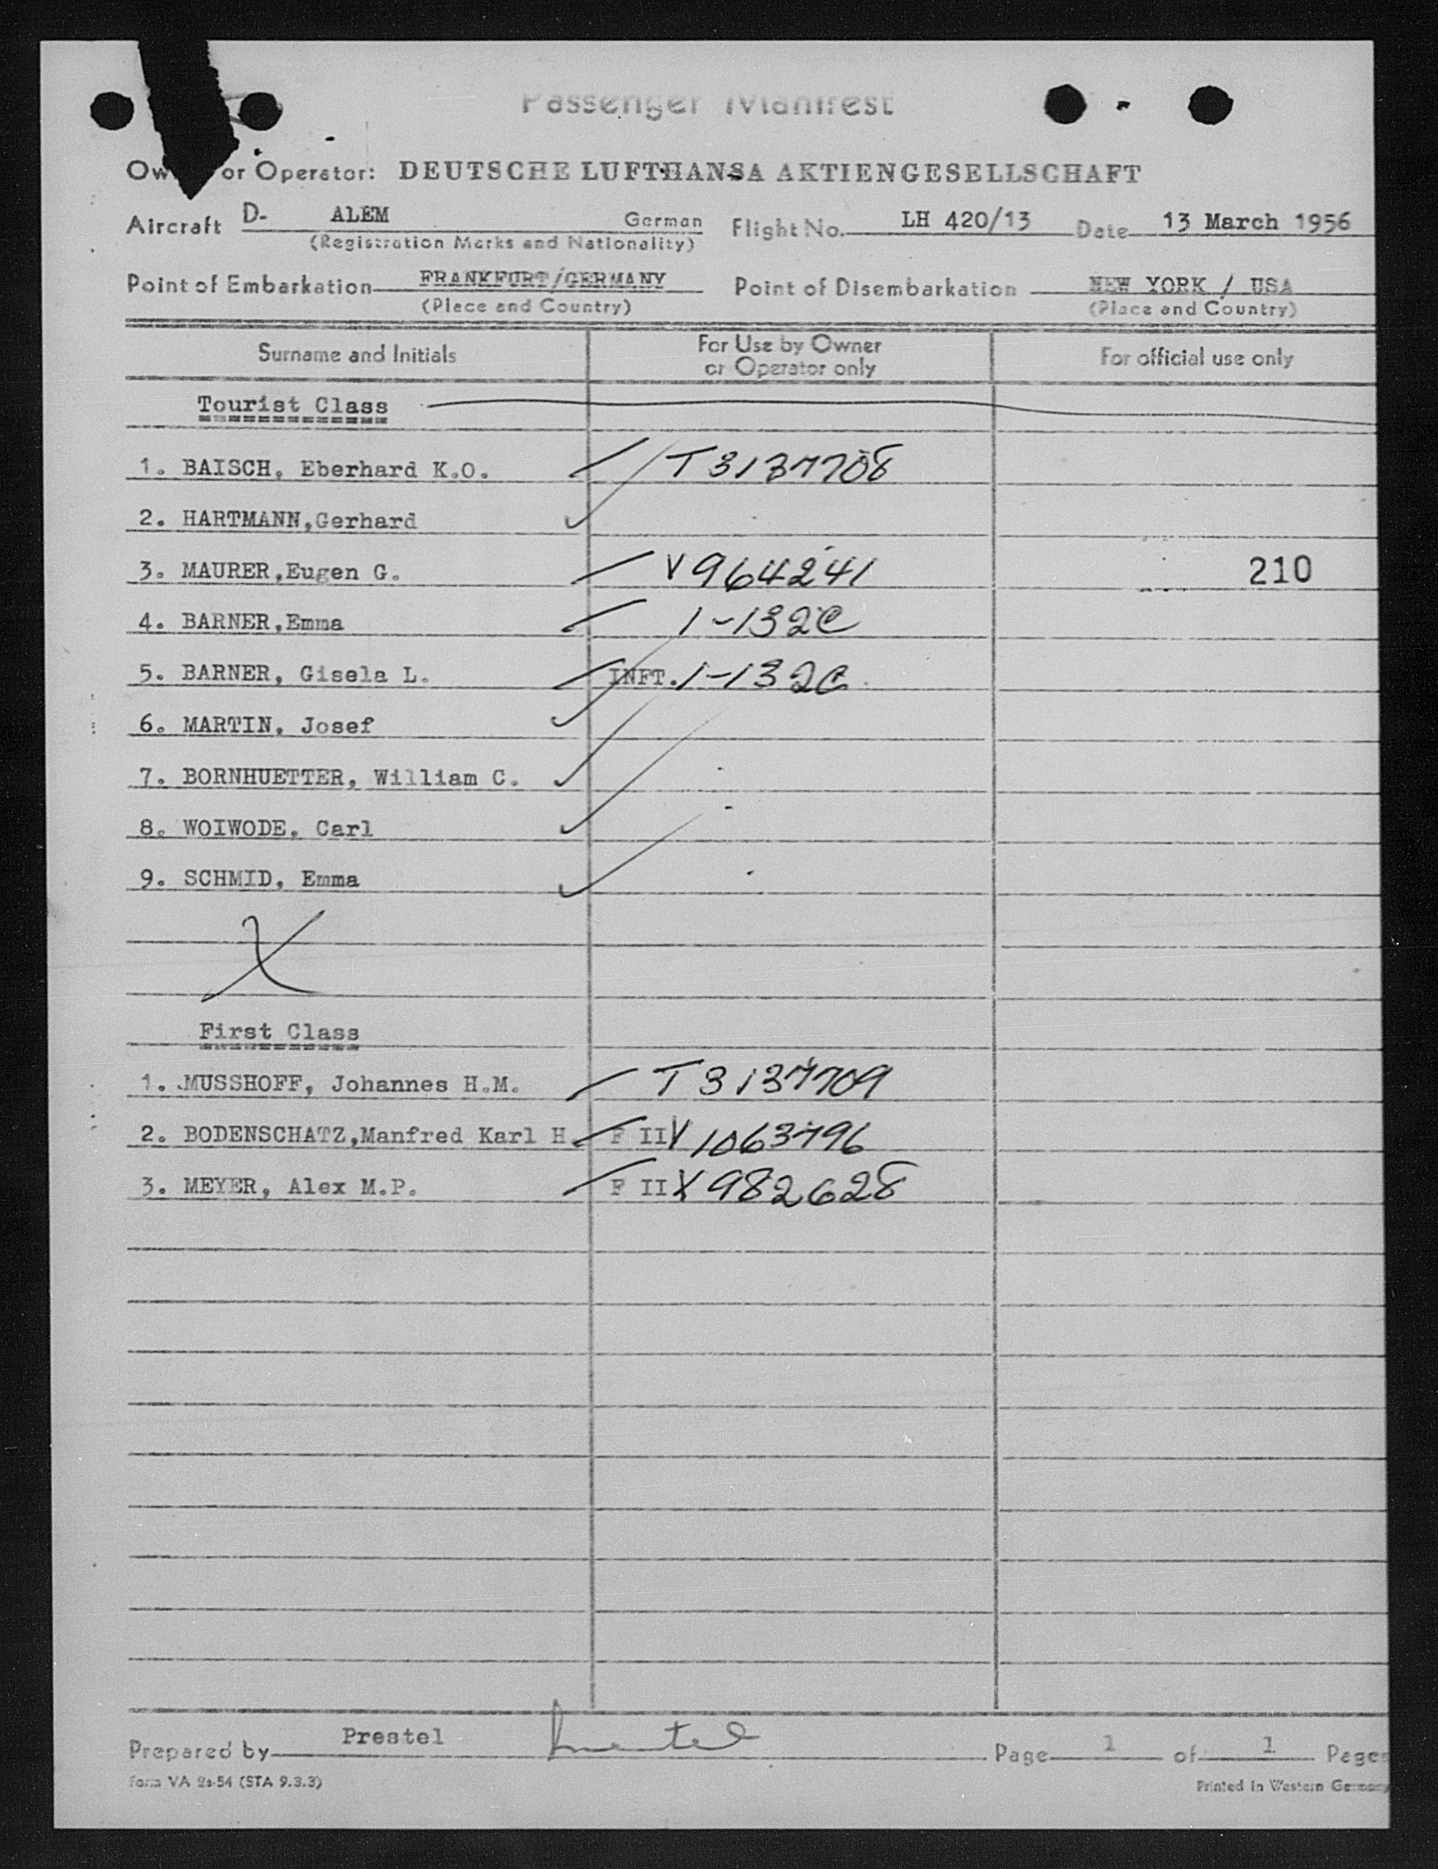 Passenger Manifest
or Operator: DEUTSCHE LUFTHANSA AKTIENGESELLSCHAFT
Aircraft D- ALEM German Flight No. LH 420/13 Date 13 March 1956
(Registration Marks and Nationality)
Point of Embarkation FRANKFURT/GERMANY Point of Disembarkation NEW YORK / USA
(Place and Country) (Place and Country)
Surname and Initials For Use by Owner or Operator only For official use only
Tourist Class
1. BAISCH, Eberhard K.O. T 3137708
2. HARTMANN,Gerhard
3. MAURER,Eugen G. V 964241 210
4. BARNER,Emma 1-132C
5. BARNER, Gisela L. INFT. 1-132C
6. MARTIN, Josef
7. BORNHUETTER, William C.
8. WOIWODE, Carl
9. SCHMID, Emma
First Class
1. MUSSHOFF, Johannes H.M. T 3137709
2. BODENSCHATZ,Manfred Karl H. F II V 1063796
3. MEYER, Alex M.P. F II V 982628
Prepared by Prestel Prestel Page 1 of 1 Pages
Form VA 2a-54 (STA 9.3.3) Printed in Western Germany